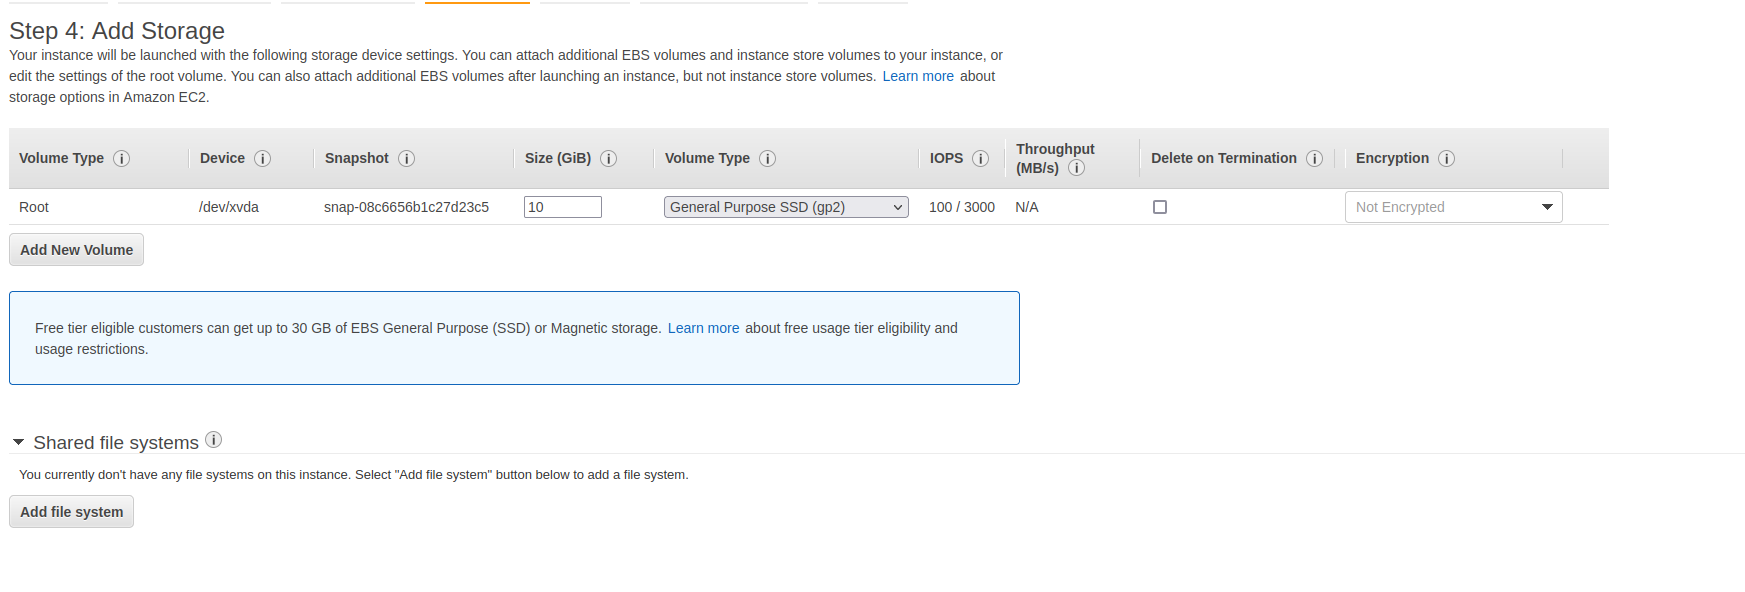 Step 4: Add Storage
Your instance will be launched with the following storage device settings. You can attach additional EBS volumes and instance store volumes to your instance, or
edit the settings of the root volume. You can also attach additional EBS volumes after launching an instance, but not instance store volumes. Learn more about
storage options in Amazon EC2.
Volume Type i Device i Snapshot i Size (GiB) i Volume Type i IOPS i Throughput (MB/s) i Delete on Termination i Encryption i
Root /dev/xvda snap-08c6656b1c27d23c5 10 General Purpose SSD (gp2) 100 / 3000 N/A Not Encrypted
Add New Volume
Free tier eligible customers can get up to 30 GB of EBS General Purpose (SSD) or Magnetic storage. Learn more about free usage tier eligibility and
usage restrictions.
Shared file systems i
You currently don't have any file systems on this instance. Select "Add file system" button below to add a file system.
Add file system